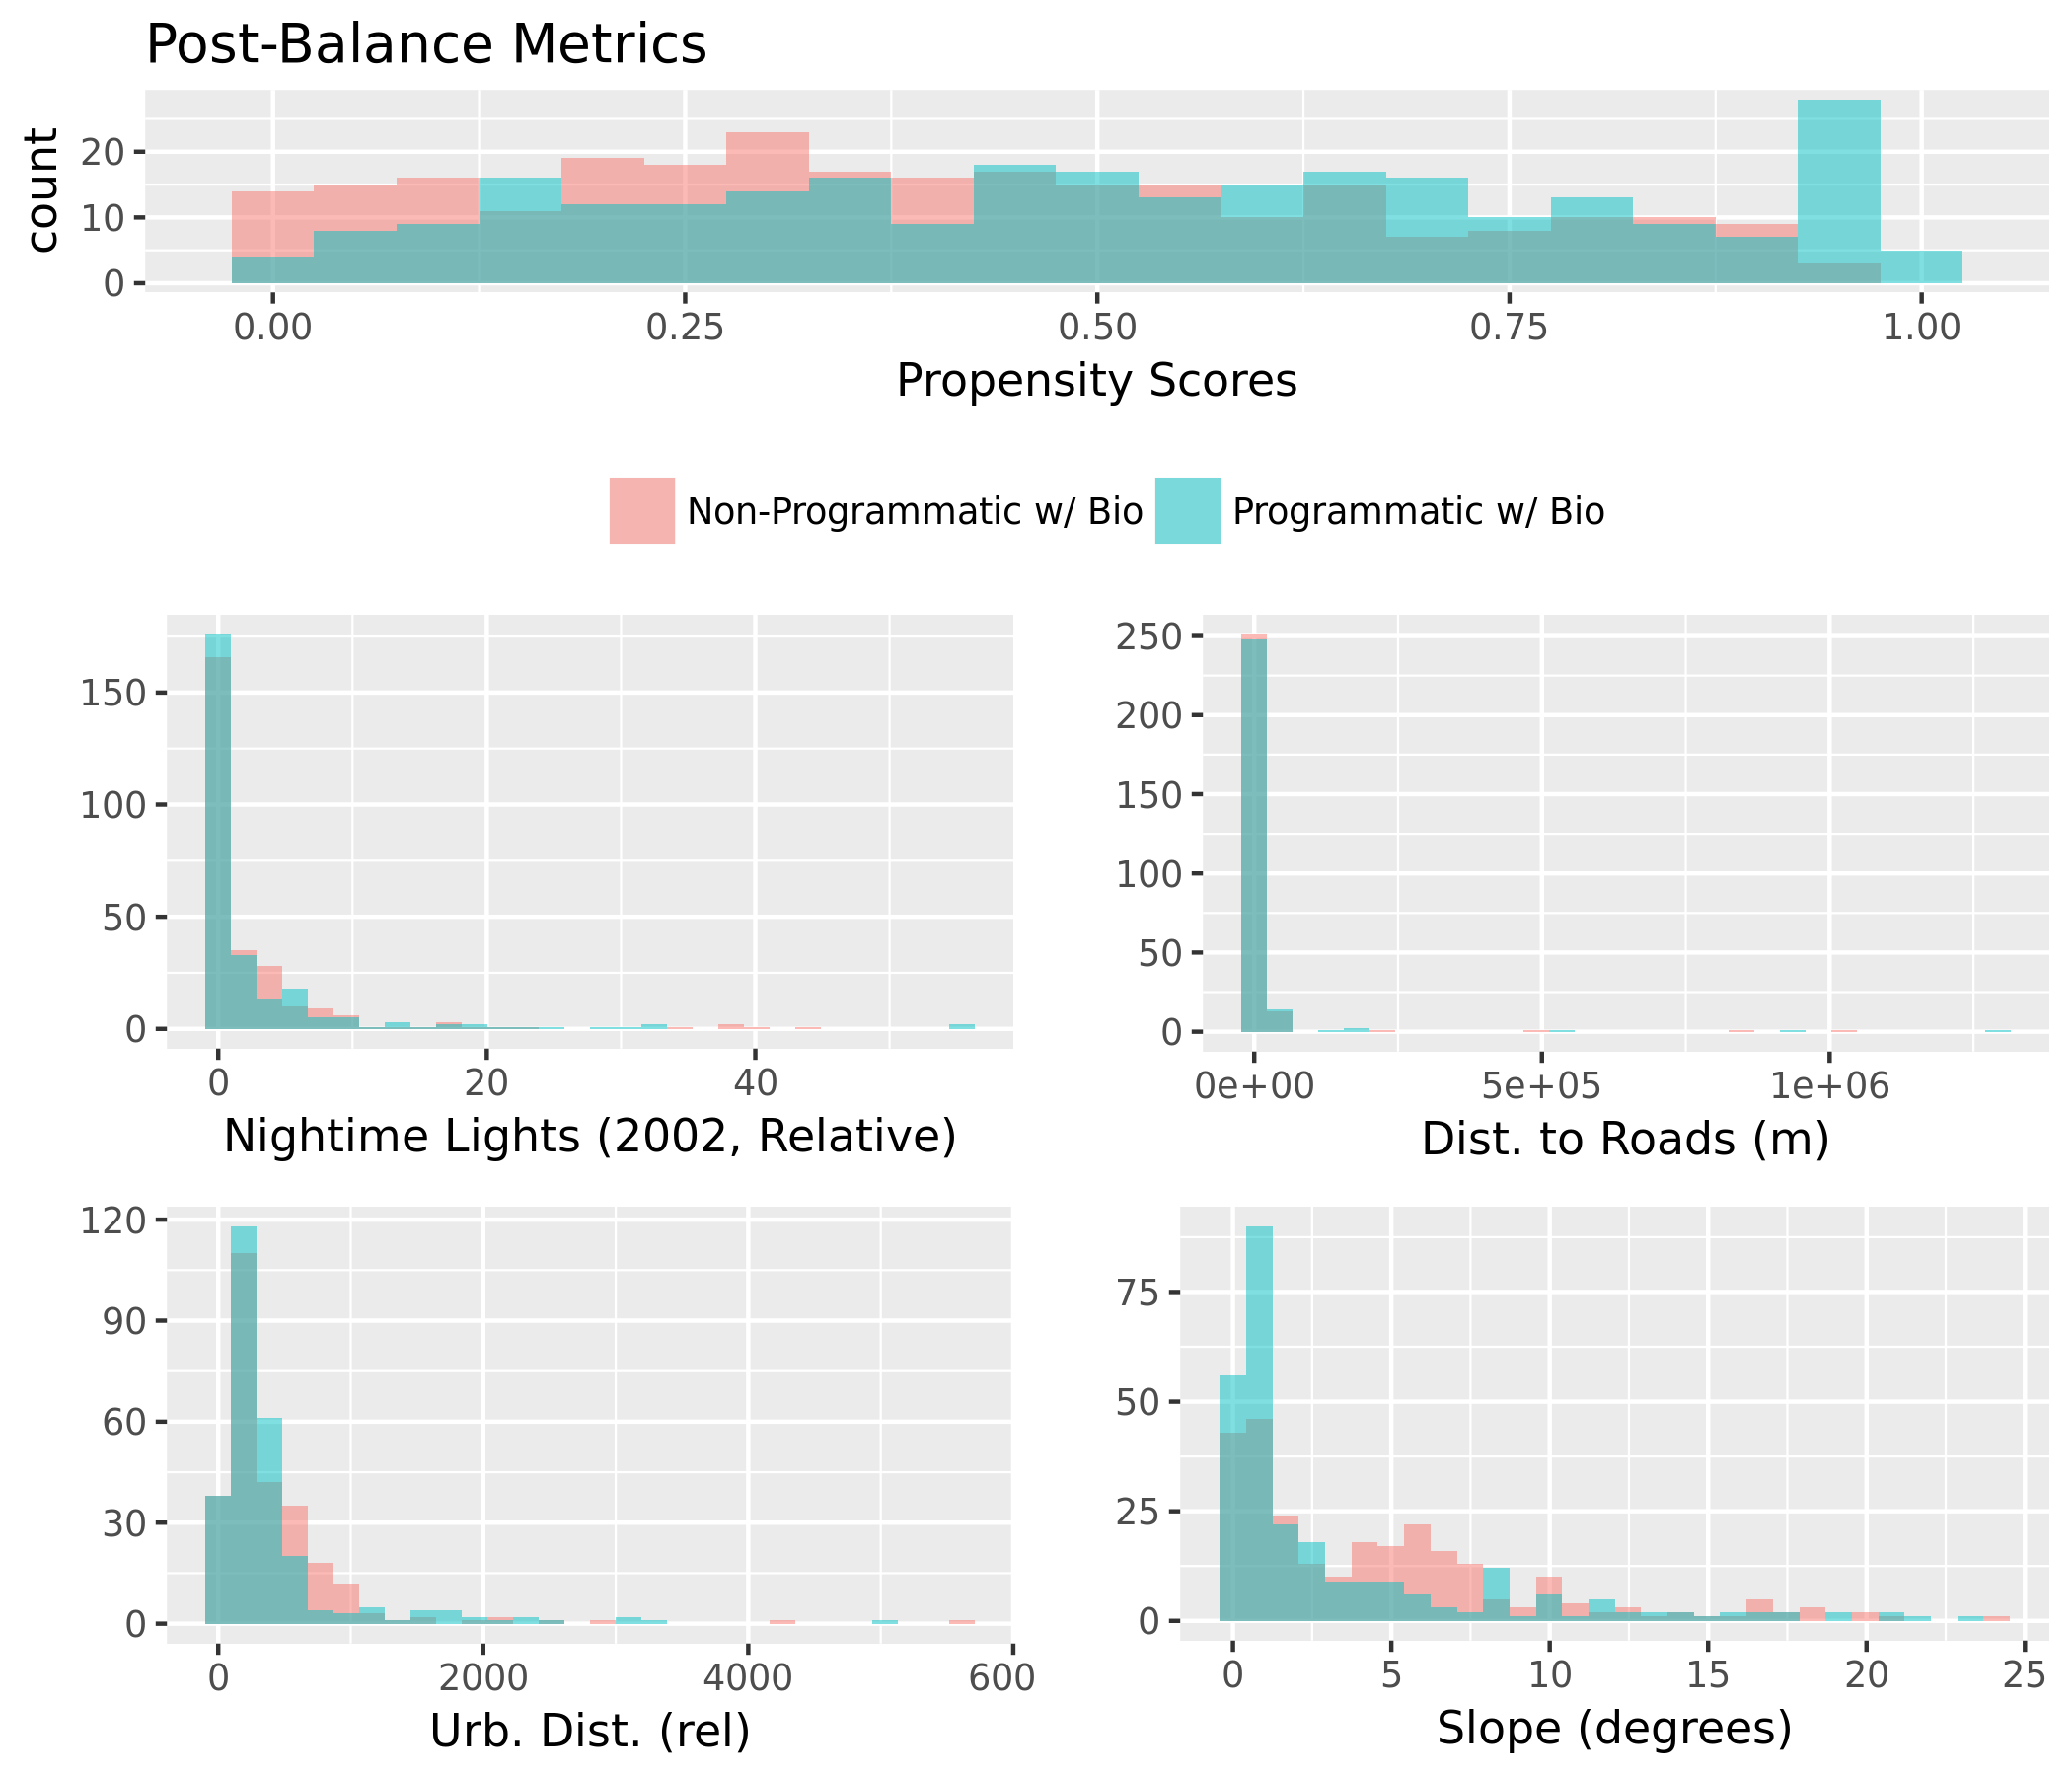 Post-Balance Metrics
count
20
10
0
0.00 0.25 0.50 0.75 1.00
Propensity Scores
Non-Programmatic w/ Bio Programmatic w/ Bio
150
100
50
0
0 20 40
Nightime Lights (2002, Relative)
250
200
150
100
50
0
0e+00 5e+05 1e+06
Dist. to Roads (m)
120
90
60
30
0
0 2000 4000 600
Urb. Dist. (rel)
75
50
25
0
0 5 10 15 20 25
Slope (degrees)